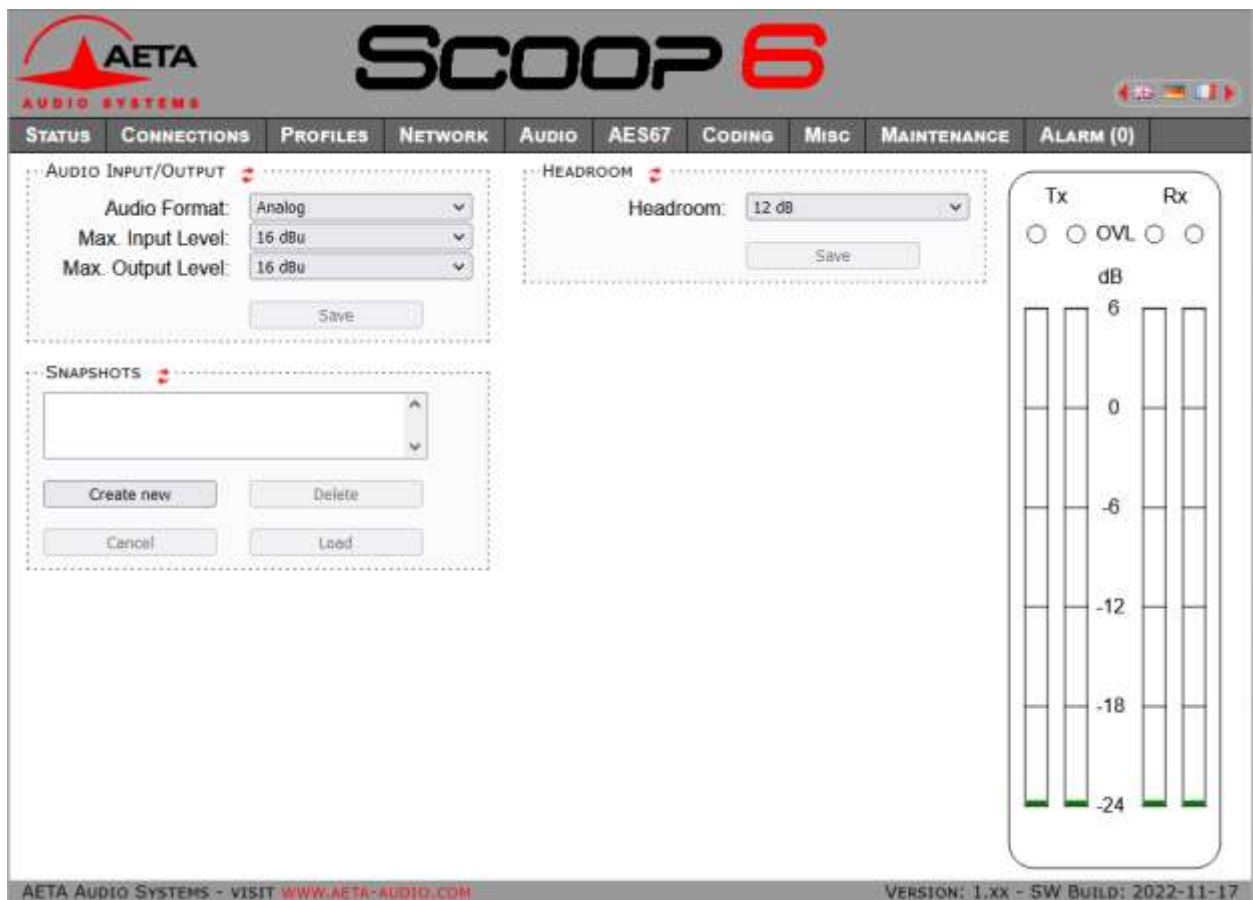 AETA
AUDIO SYSTEMS
SCOOP 6
STATUS CONNECTIONS PROFILES NETWORK AUDIO AES67 CODING MISC MAINTENANCE ALARM (0)
AUDIO INPUT/OUTPUT
Audio Format: Analog
Max. Input Level: 16 dBu
Max. Output Level: 16 dBu
Save
HEADROOM
Headroom: 12 dB
Save
SNAPSHOTS
Create new Delete
Cancel Load
Tx Rx
OVL
dB
6
0
-6
-12
-18
-24
AETA AUDIO SYSTEMS - VISIT WWW.AETA-AUDIO.COM VERSION: 1.XX - SW BUILD: 2022-11-17